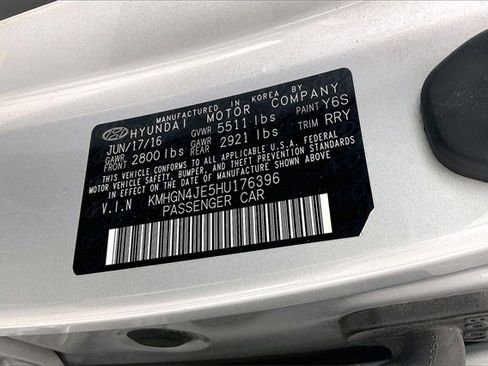 MANUFACTURED IN KOREA BY
HYUNDAI MOTOR COMPANY
JUN/17/16 GVWR 5511 lbs PAINT Y6S
GAWR FRONT 2800 lbs GAWR REAR 2921 lbs TRIM RRY
THIS VEHICLE CONFORMS TO ALL APPLICABLE U.S.A. FEDERAL
MOTOR VEHICLE SAFETY, BUMPER, AND THEFT PREVENTION STANDARDS
IN EFFECT ON THE DATE OF MANUFACTURE SHOWN ABOVE.
V.I.N KMHGN4JE5HU176396
PASSENGER CAR